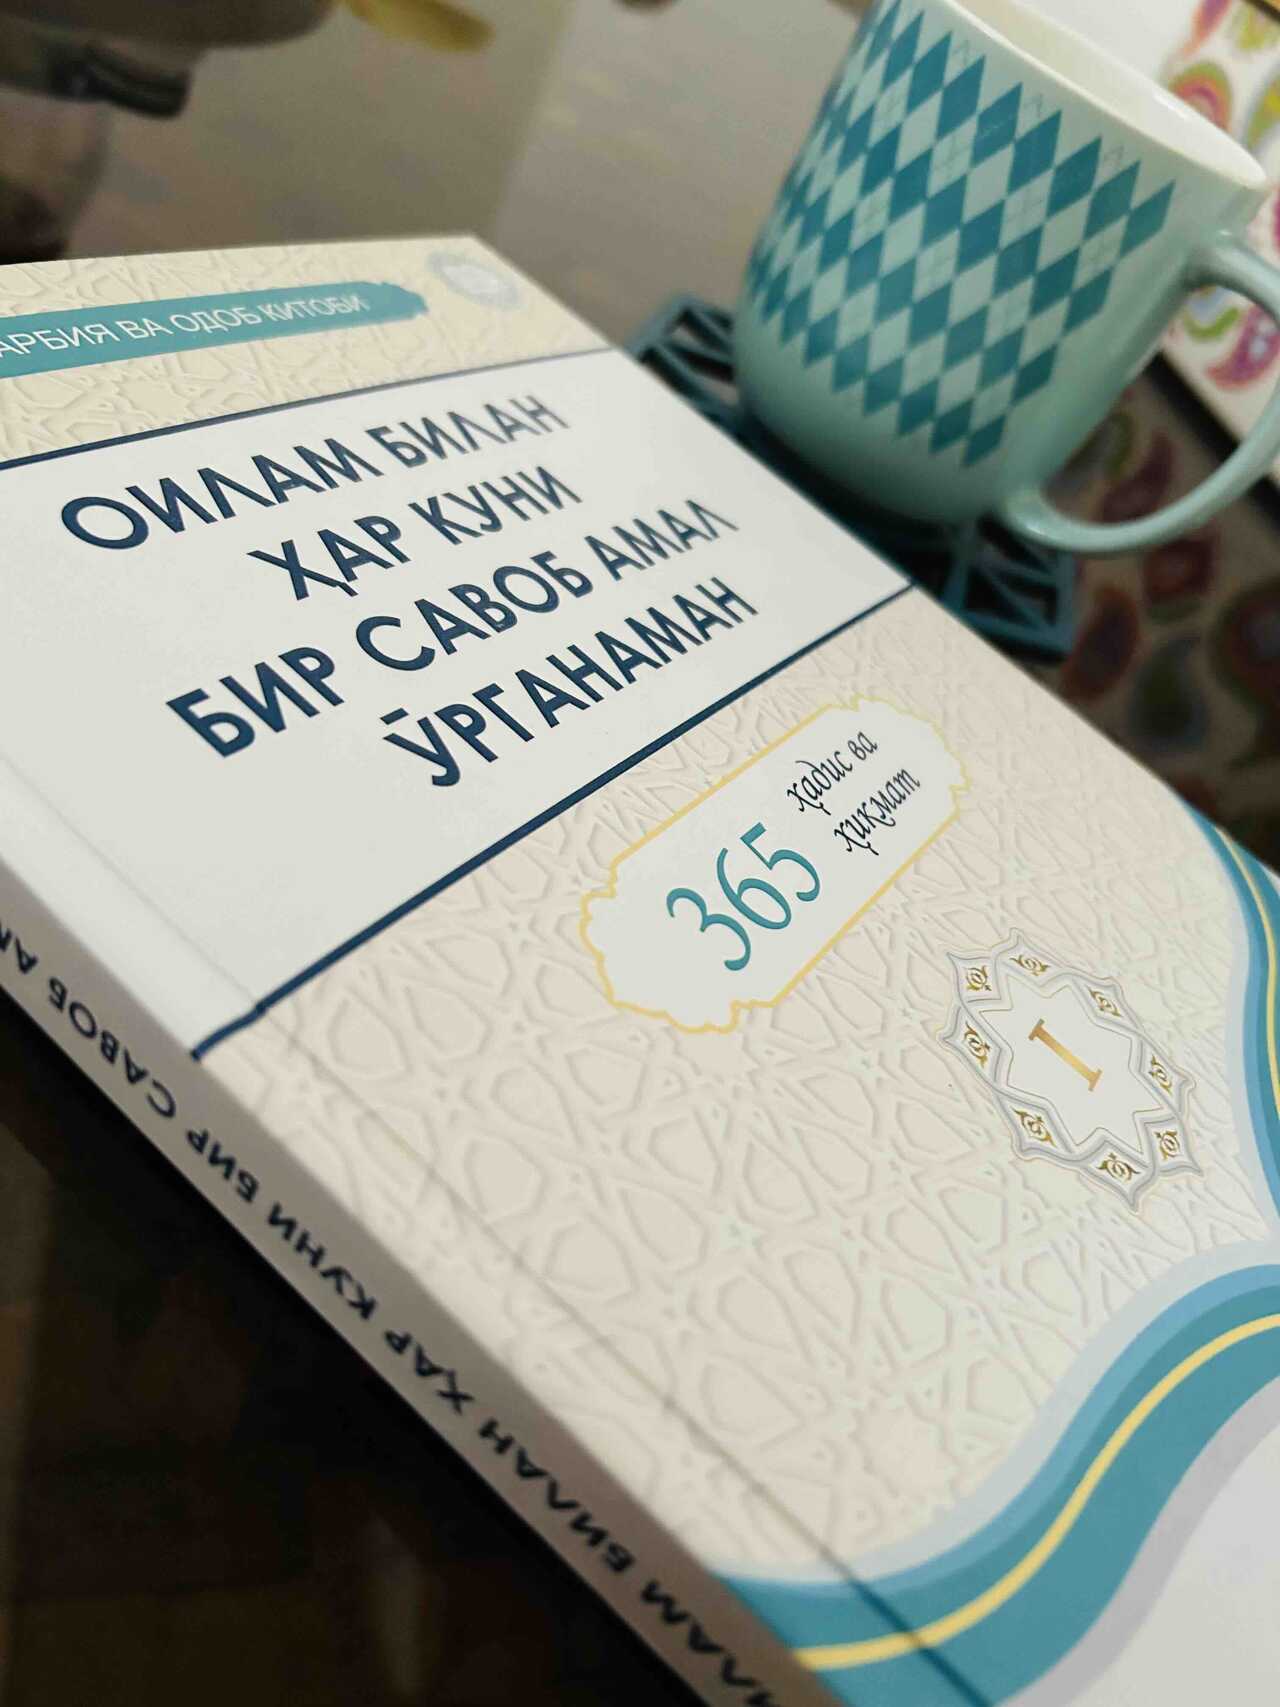 АРБИЯ ВА ОДОБ КИТОБИ
ОИЛАМ БИЛАН
ҲАР КУНИ
БИР САВОБ АМАЛ
ЎРГАНАМАН
365
ҳадис ва
ҳикмат
I
ИЛАМ БИЛАН ҲАР КУНИ БИР САВОБ АМ